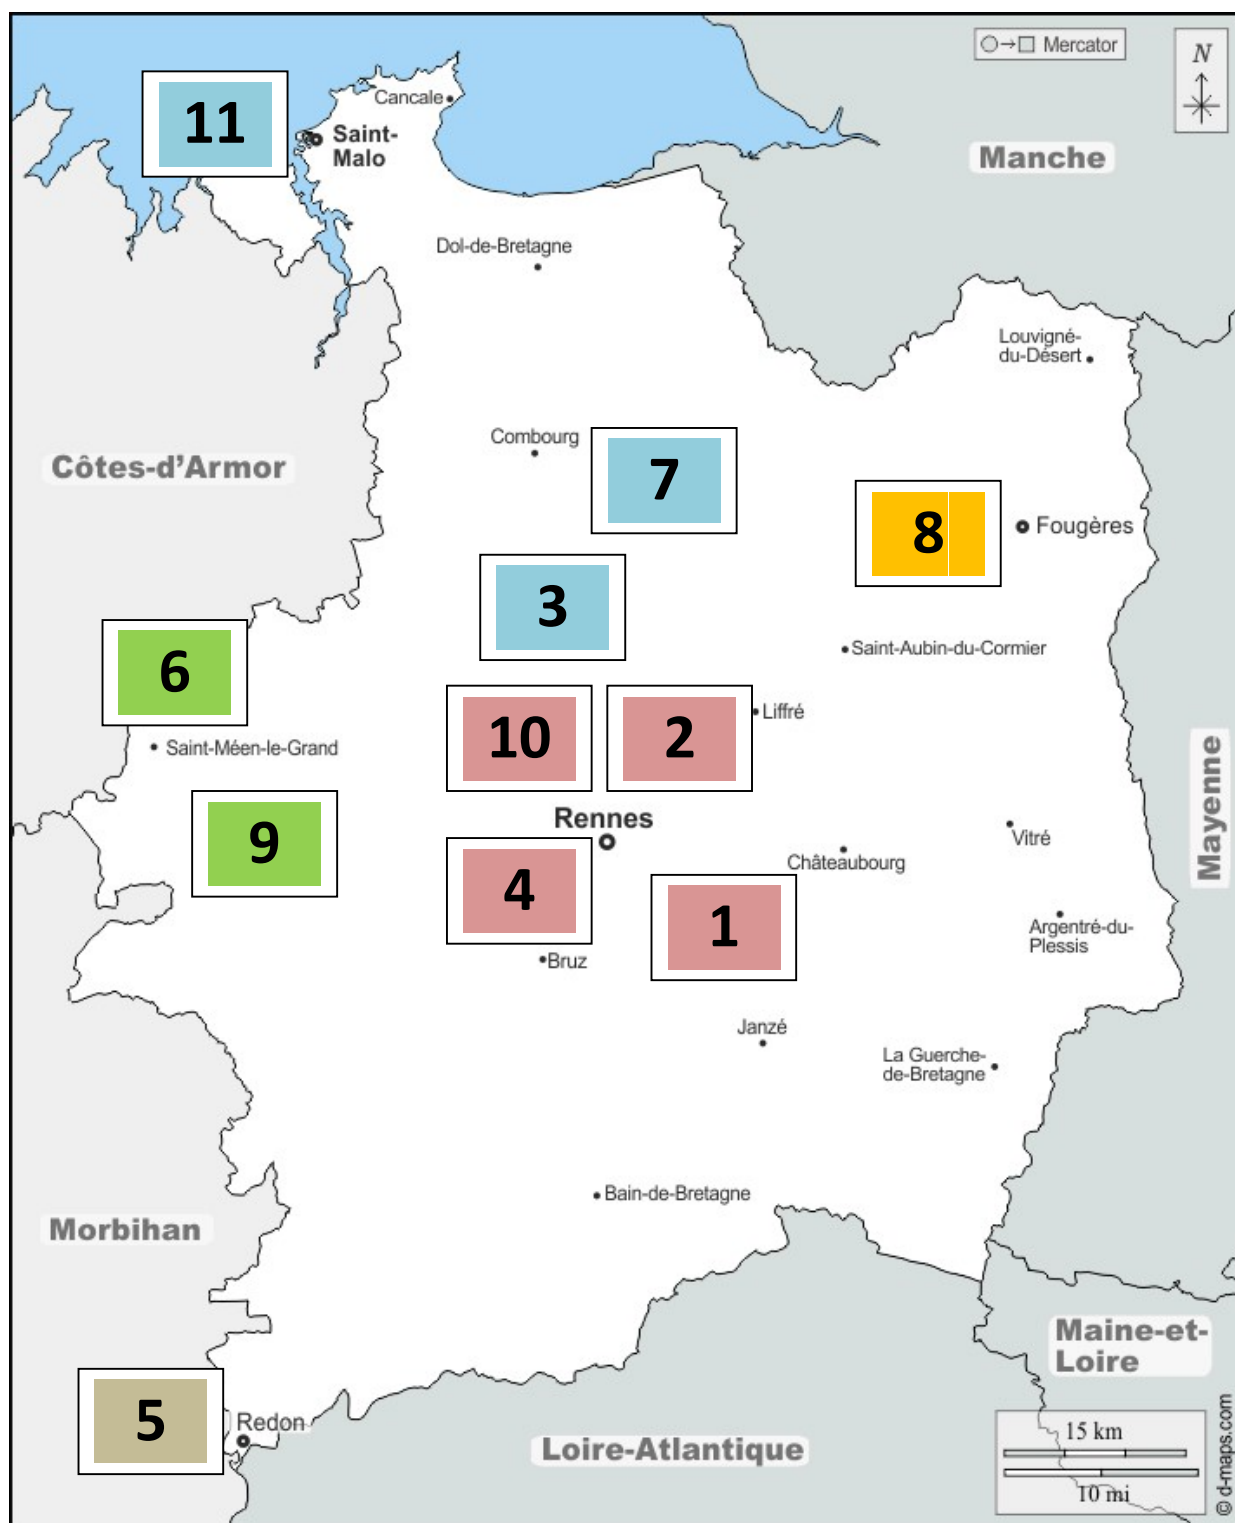 Mercator
N
11
Cancale
Saint-
Malo
Manche
Dol-de-Bretagne
Louvigné-
du-Désert
Combourg
Côtes-d'Armor
7
8
Fougères
3
6
Saint-Aubin-du-Cormier
10
2
Liffré
Saint-Méen-le-Grand
Rennes
9
Vitré
Châteaubourg
Mayenne
4
1
Argentré-du-
Plessis
Bruz
Janzé
La Guerche-
de-Bretagne
Bain-de-Bretagne
Morbihan
Maine-et-
Loire
5
Redon
Loire-Atlantique
15 km
10 mi
© d-maps.com